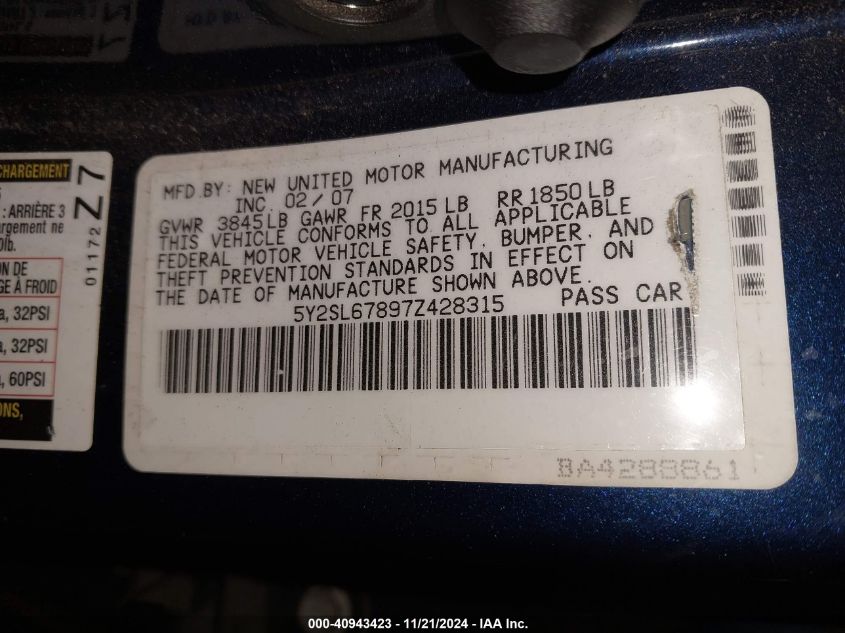 CHARGEMENT
: ARRIÈRE 3
ON DE
GE À FROID
a, 32PSI
a, 32PSI
a, 60PSI
ONS,
01172 Z7
MFD.BY: NEW UNITED MOTOR MANUFACTURING
INC. 02/07
GVWR 3845LB GAWR FR 2015 LB RR 1850 LB
THIS VEHICLE CONFORMS TO ALL APPLICABLE
FEDERAL MOTOR VEHICLE SAFETY, BUMPER, AND
THEFT PREVENTION STANDARDS IN EFFECT ON
THE DATE OF MANUFACTURE SHOWN ABOVE.
5Y2SL67897Z428315 PASS CAR
BA4288861
000-40943423 - 11/21/2024 - IAA Inc.